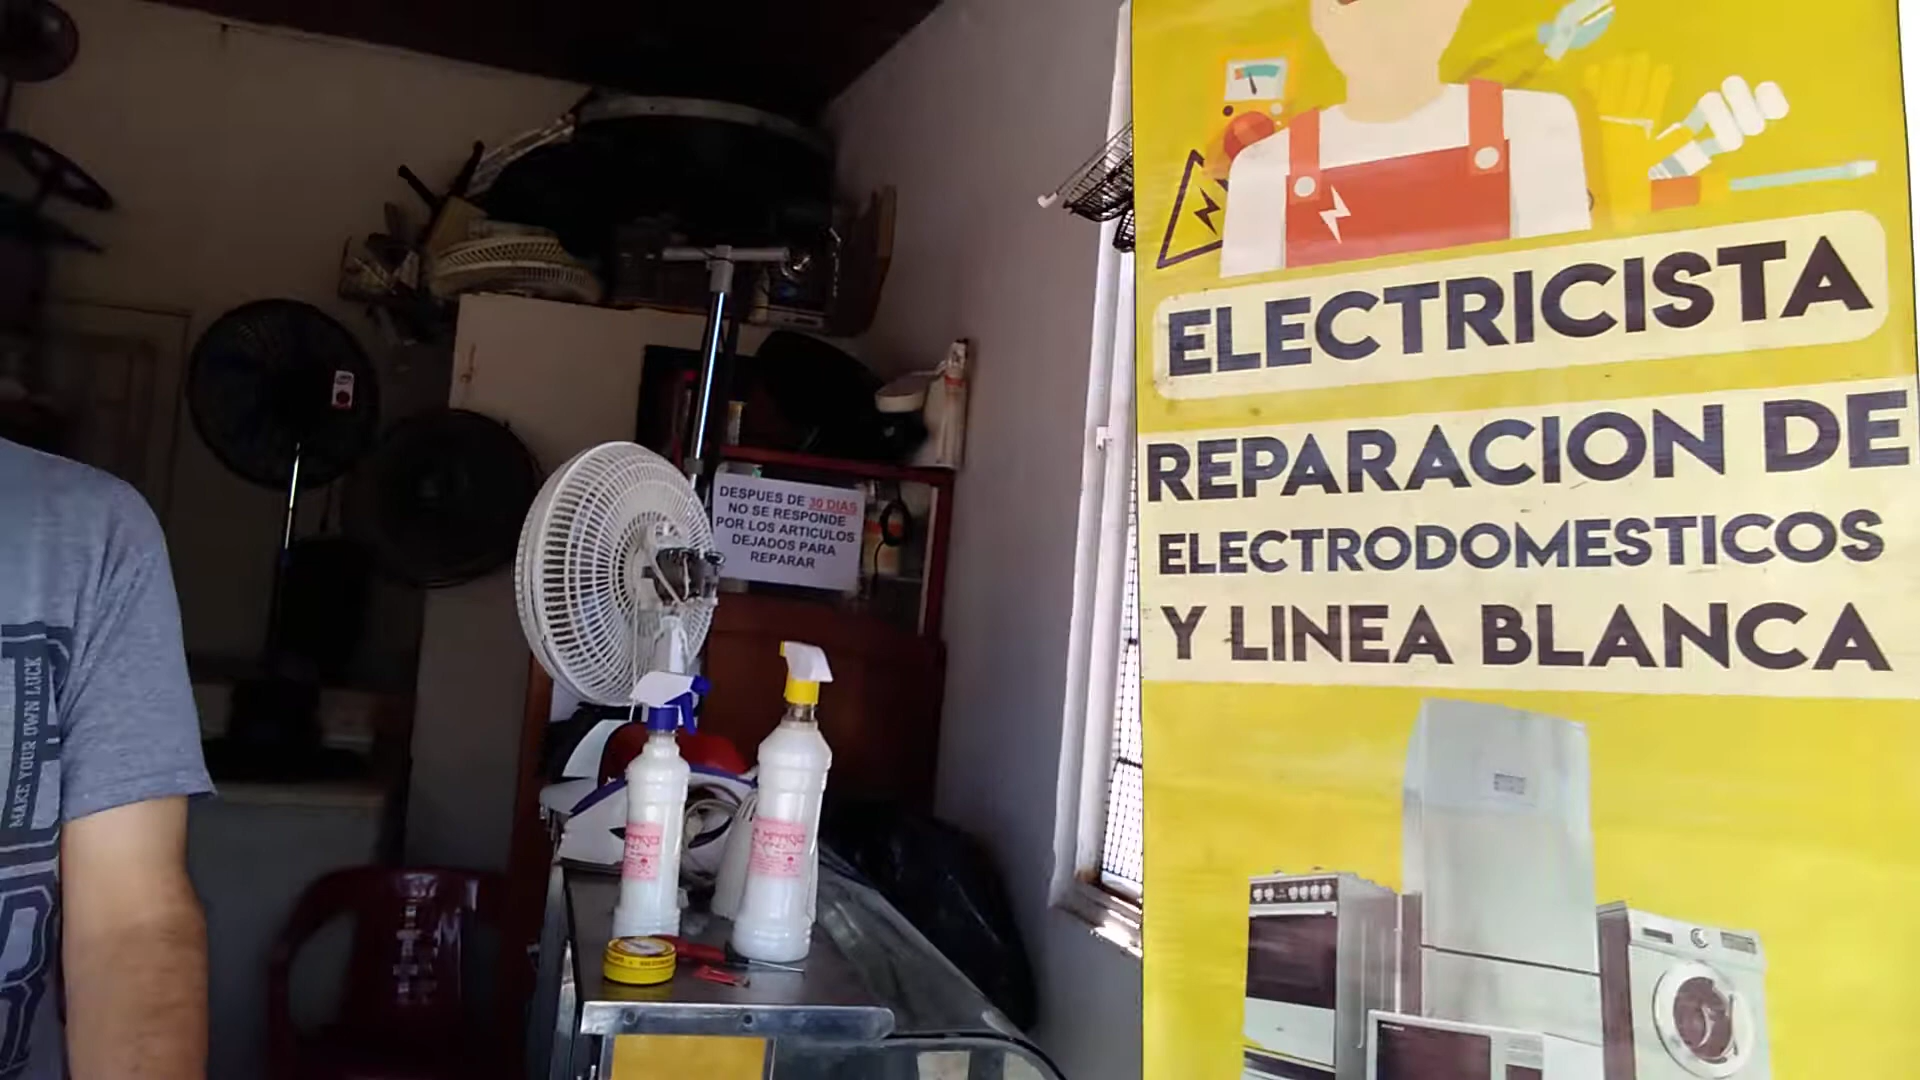 ELECTRICISTA
REPARACION DE
ELECTRODOMESTICOS
Y LINEA BLANCA
DESPUES DE 30 DIAS
NO SE RESPONDE
POR LOS ARTICULOS
DEJADOS PARA
REPARAR
MAKE YOUR OWN LUCK